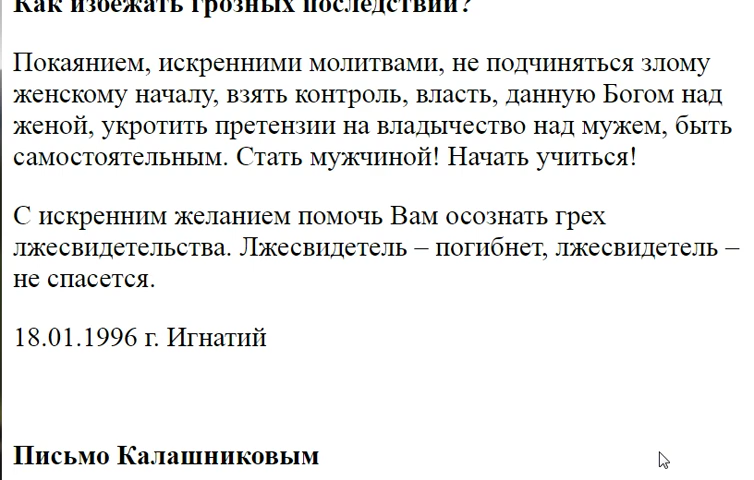 Как избежать грозных последствий?
Покаянием, искренними молитвами, не подчиняться злому
женскому началу, взять контроль, власть, данную Богом над
женой, укротить претензии на владычество над мужем, быть
самостоятельным. Стать мужчиной! Начать учиться!
С искренним желанием помочь Вам осознать грех
лжесвидетельства. Лжесвидетель – погибнет, лжесвидетель –
не спасется.
18.01.1996 г. Игнатий
Письмо Калашниковым